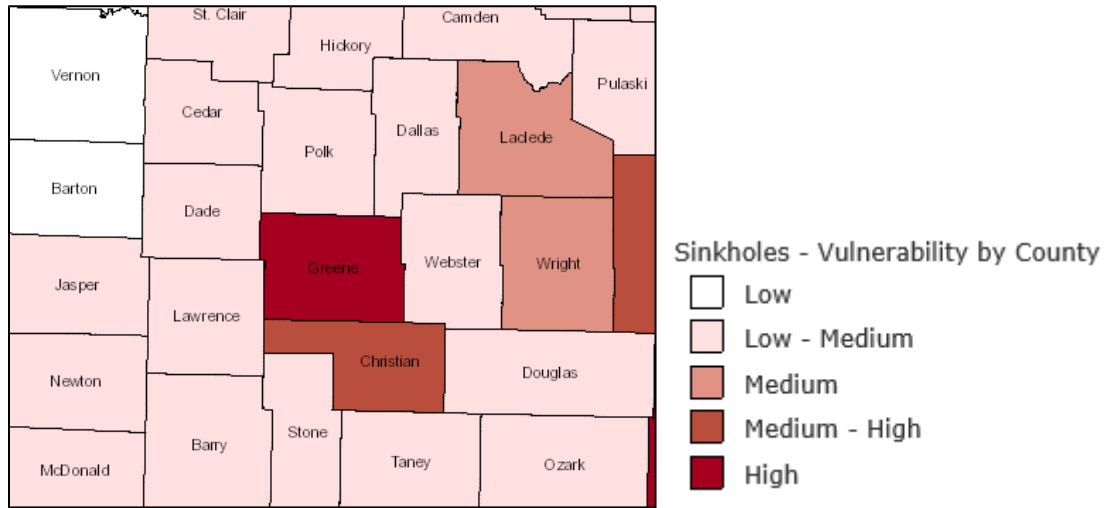 St. Clair
Camden
Hickory
Vernon
Pulaski
Cedar
Dallas
Laclede
Polk
Barton
Dade
Greene
Webster
Wright
Jasper
Lawrence
Christian
Douglas
Newton
Stone
Barry
Taney
Ozark
McDonald
Sinkholes - Vulnerability by County
Low
Low - Medium
Medium
Medium - High
High